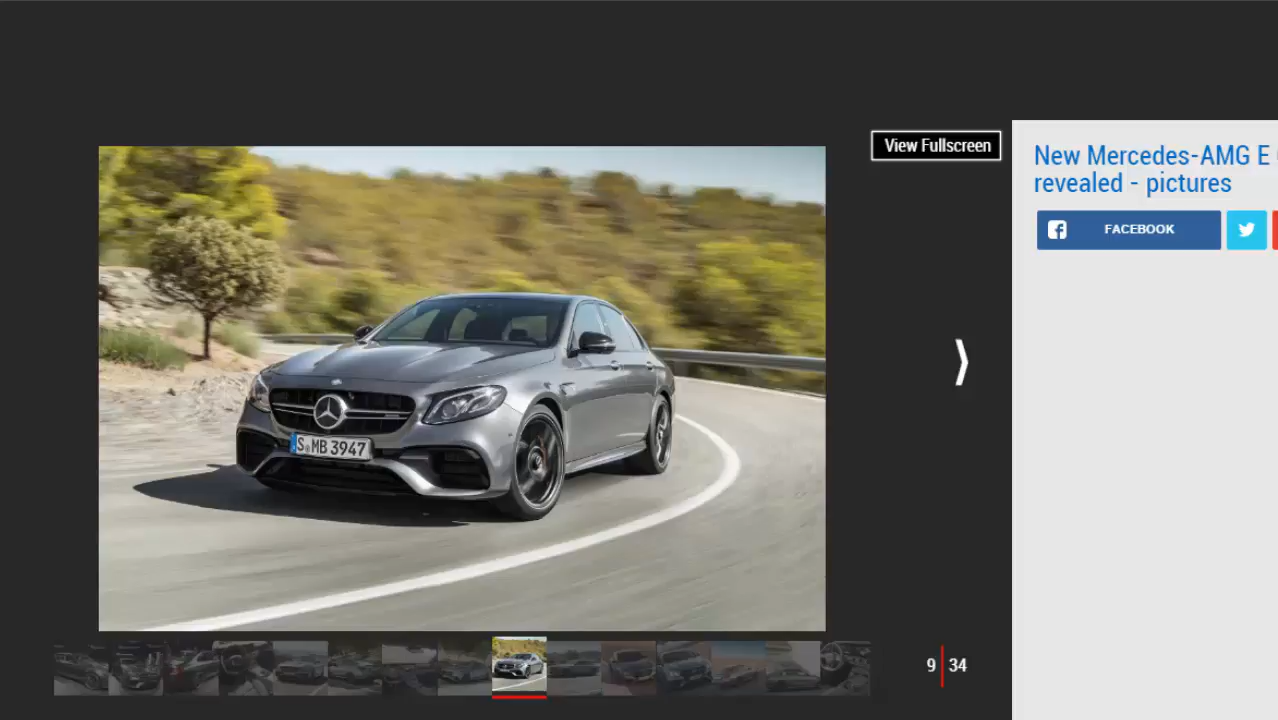 View Fullscreen
New Mercedes-AMG E
revealed - pictures
FACEBOOK
S MB 3947
9 34